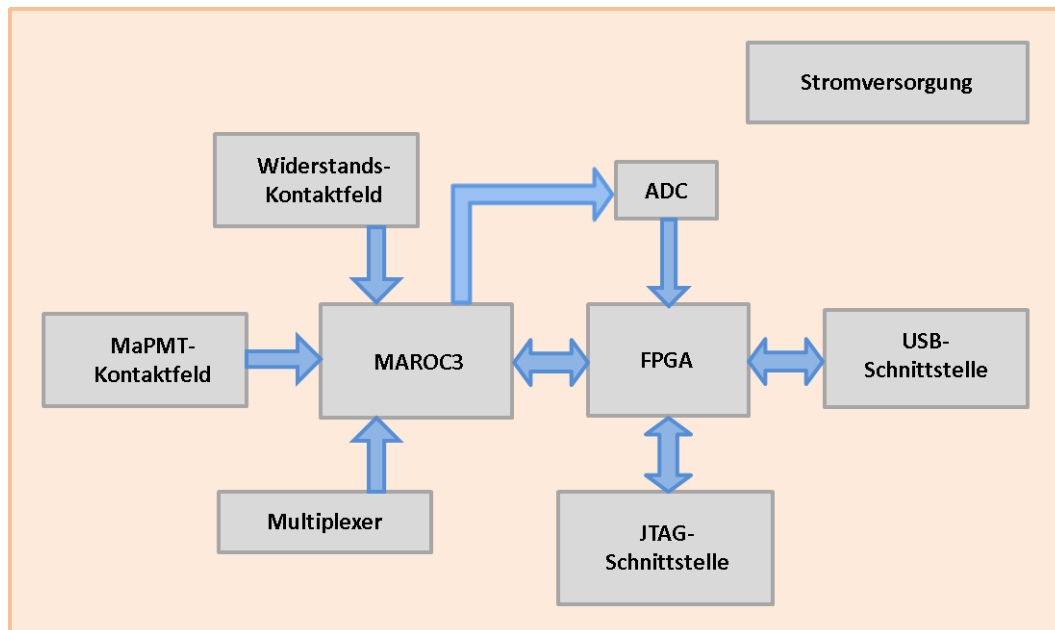 Stromversorgung
Widerstands-
Kontaktfeld
ADC
MaPMT-
Kontaktfeld
MAROC3
FPGA
USB-
Schnittstelle
Multiplexer
JTAG-
Schnittstelle